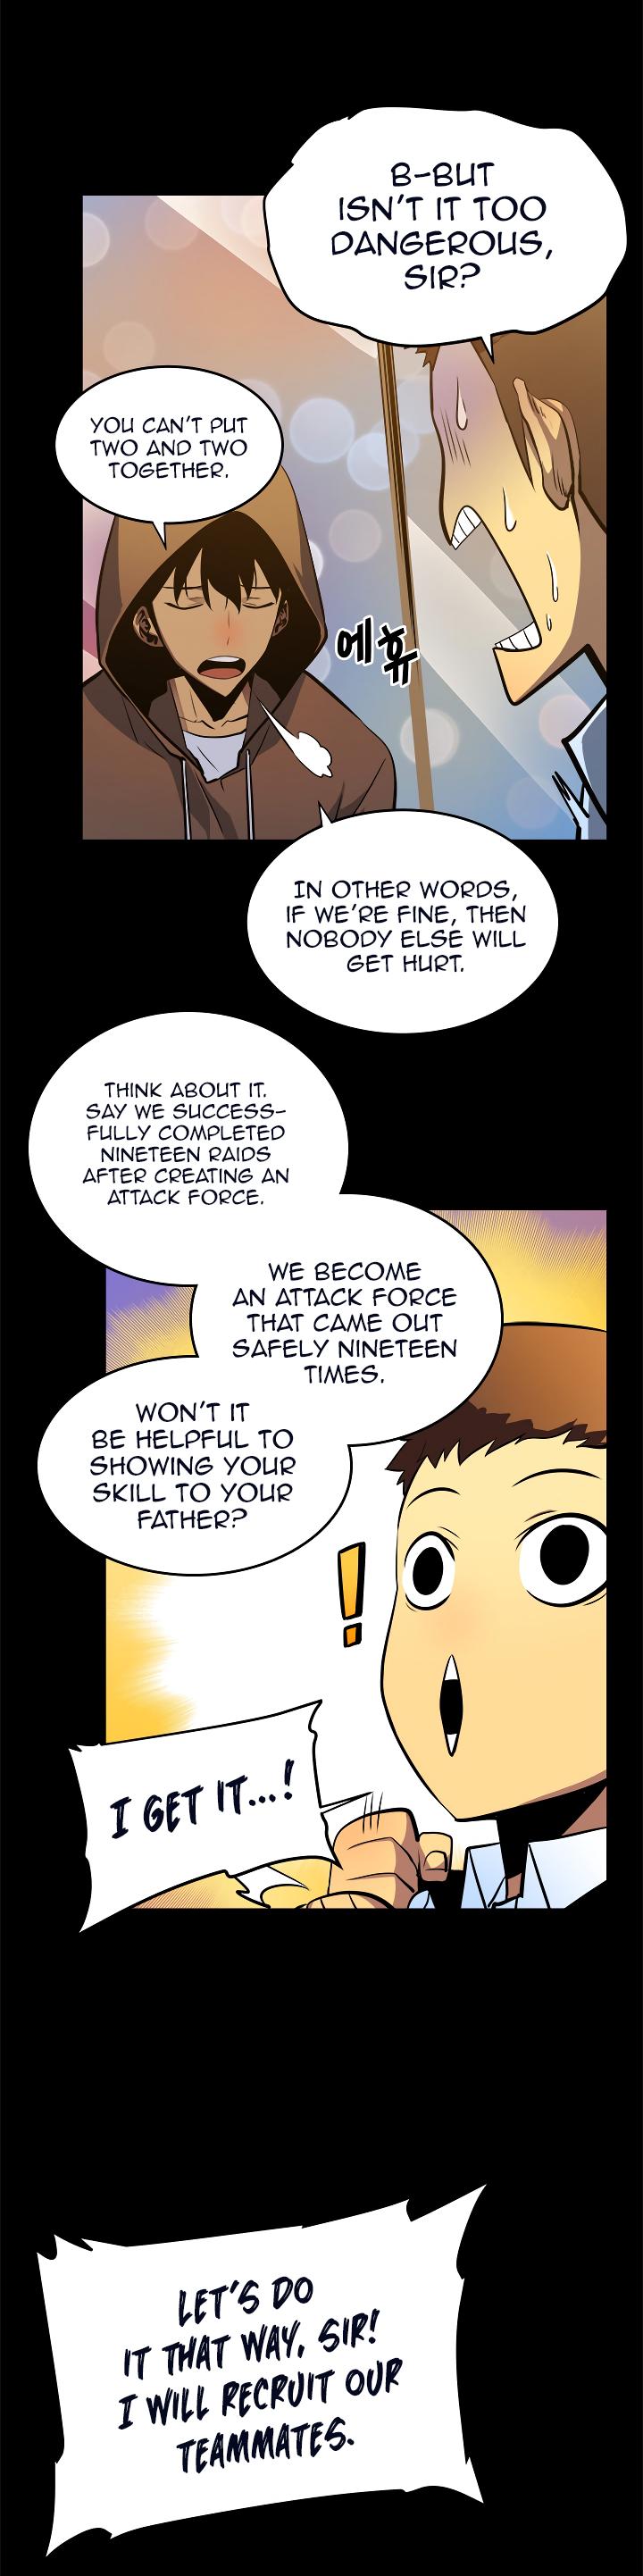 B-BUT
ISN'T IT TOO
DANGEROUS,
SIR?
YOU CAN'T PUT
TWO AND TWO
TOGETHER.
에휴
IN OTHER WORDS,
IF WE'RE FINE, THEN
NOBODY ELSE WILL
GET HURT.
THINK ABOUT IT.
SAY WE SUCCESS-
FULLY COMPLETED
NINETEEN RAIDS
AFTER CREATING AN
ATTACK FORCE.
WE BECOME
AN ATTACK FORCE
THAT CAME OUT
SAFELY NINETEEN
TIMES.
WON'T IT
BE HELPFUL TO
SHOWING YOUR
SKILL TO YOUR
FATHER?
!
I GET IT...!
LET'S DO
IT THAT WAY, SIR!
I WILL RECRUIT OUR
TEAMMATES.